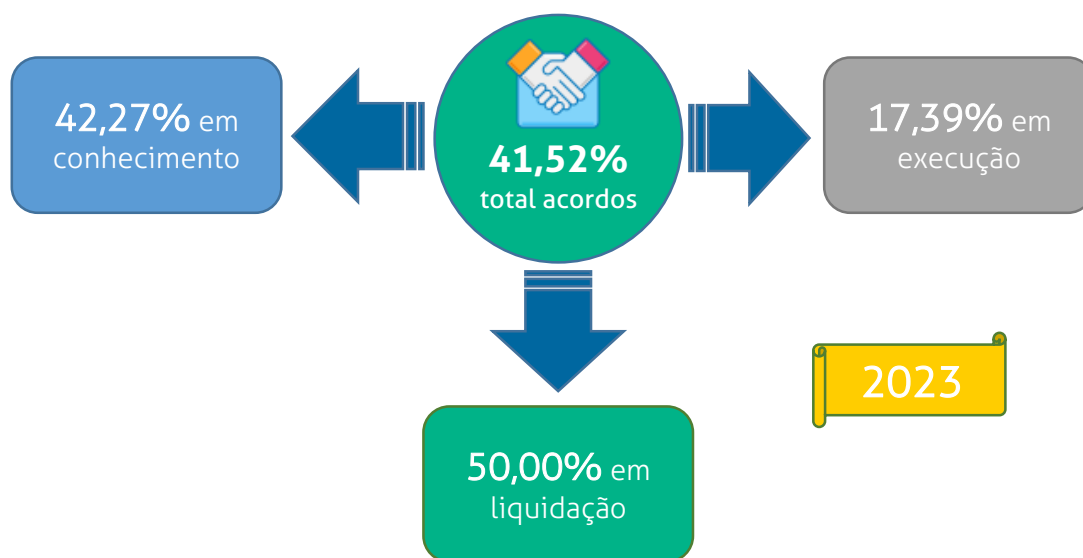 42,27% em
conhecimento
41,52%
total acordos
17,39% em
execução
2023
50,00% em
liquidação